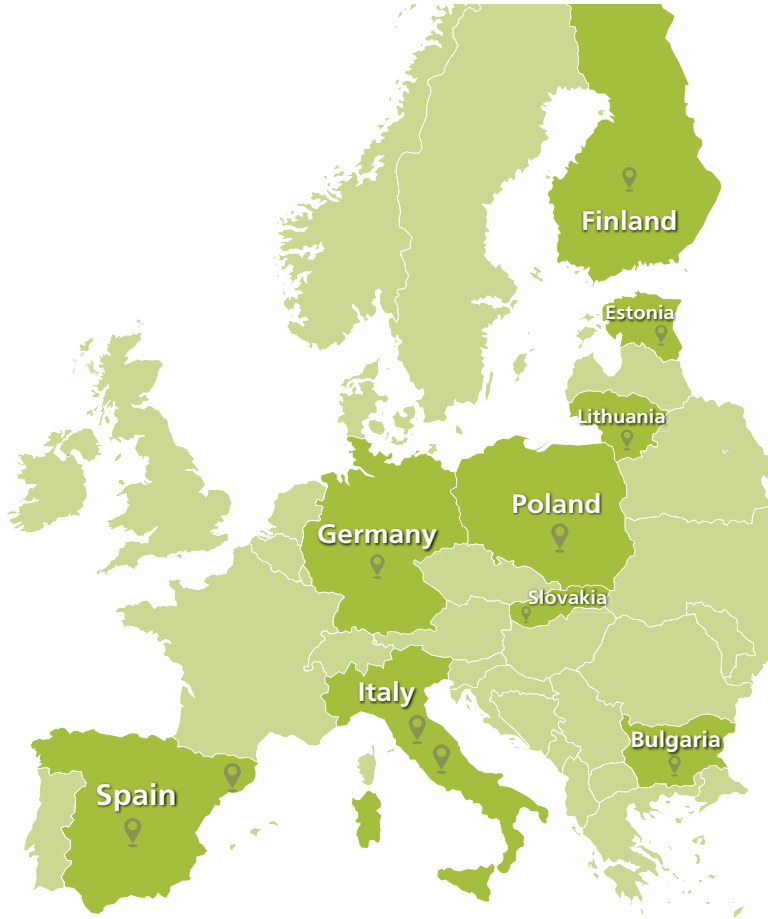 Finland
Estonia
Lithuania
Poland
Germany
Slovakia
Italy
Bulgaria
Spain